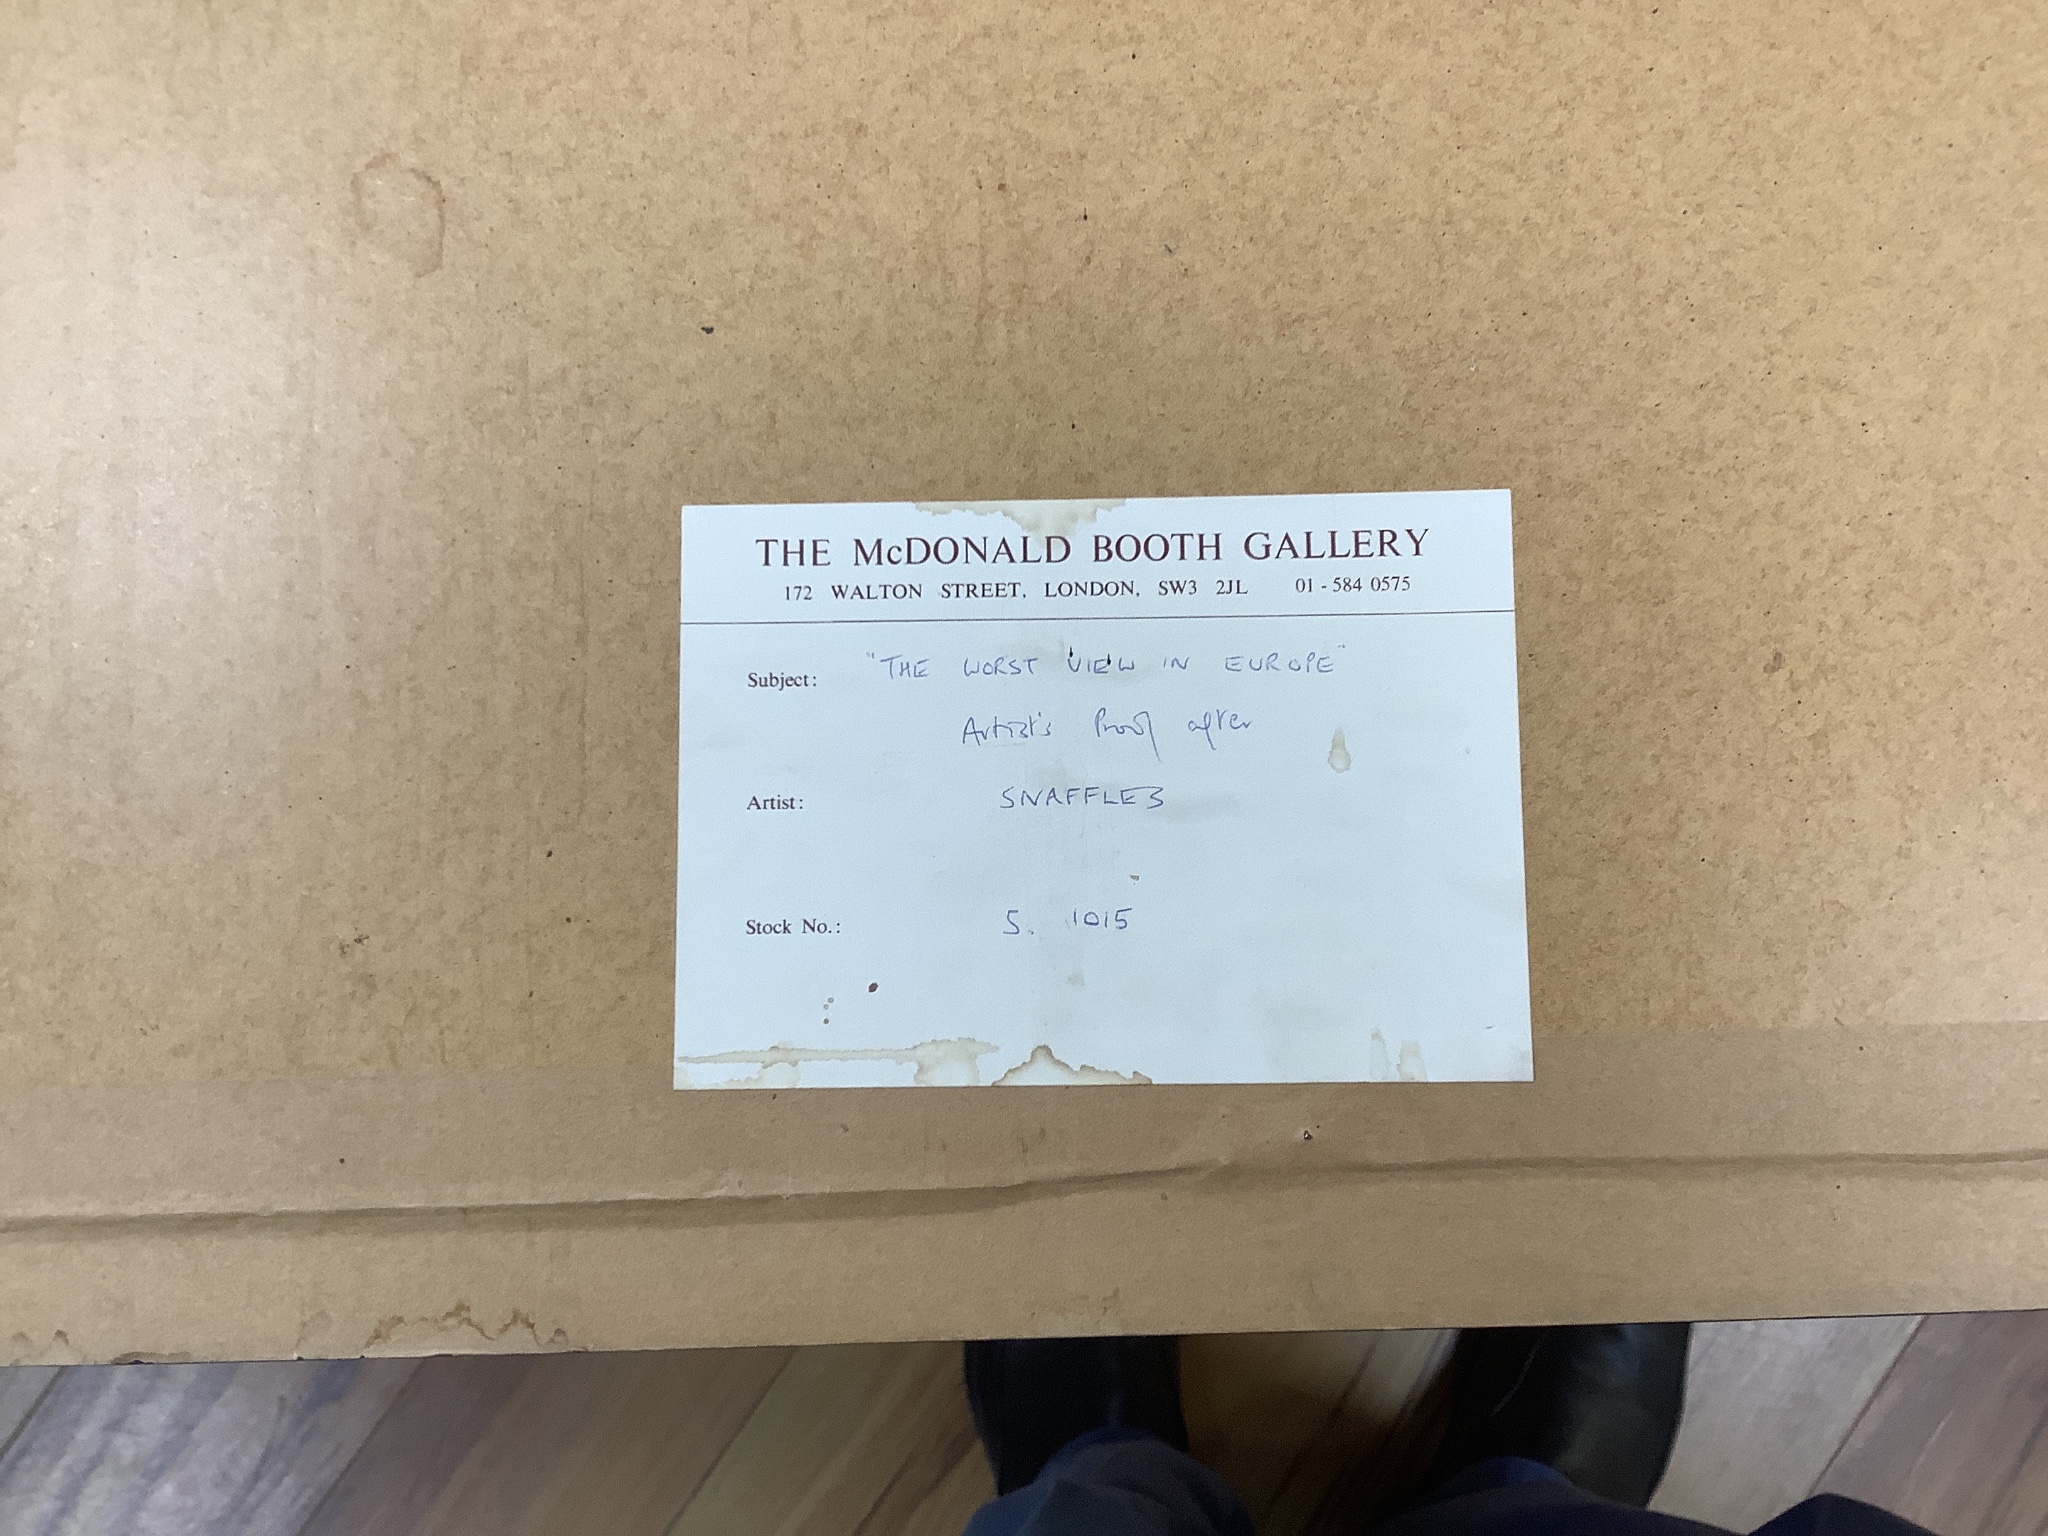 THE McDONALD BOOTH GALLERY
172 WALTON STREET, LONDON, SW3 2JL 01-584 0575
Subject: "THE WORST VIEW IN EUROPE"
Artist's Proof after
Artist: SNAFFLES
Stock No.: S. 1015